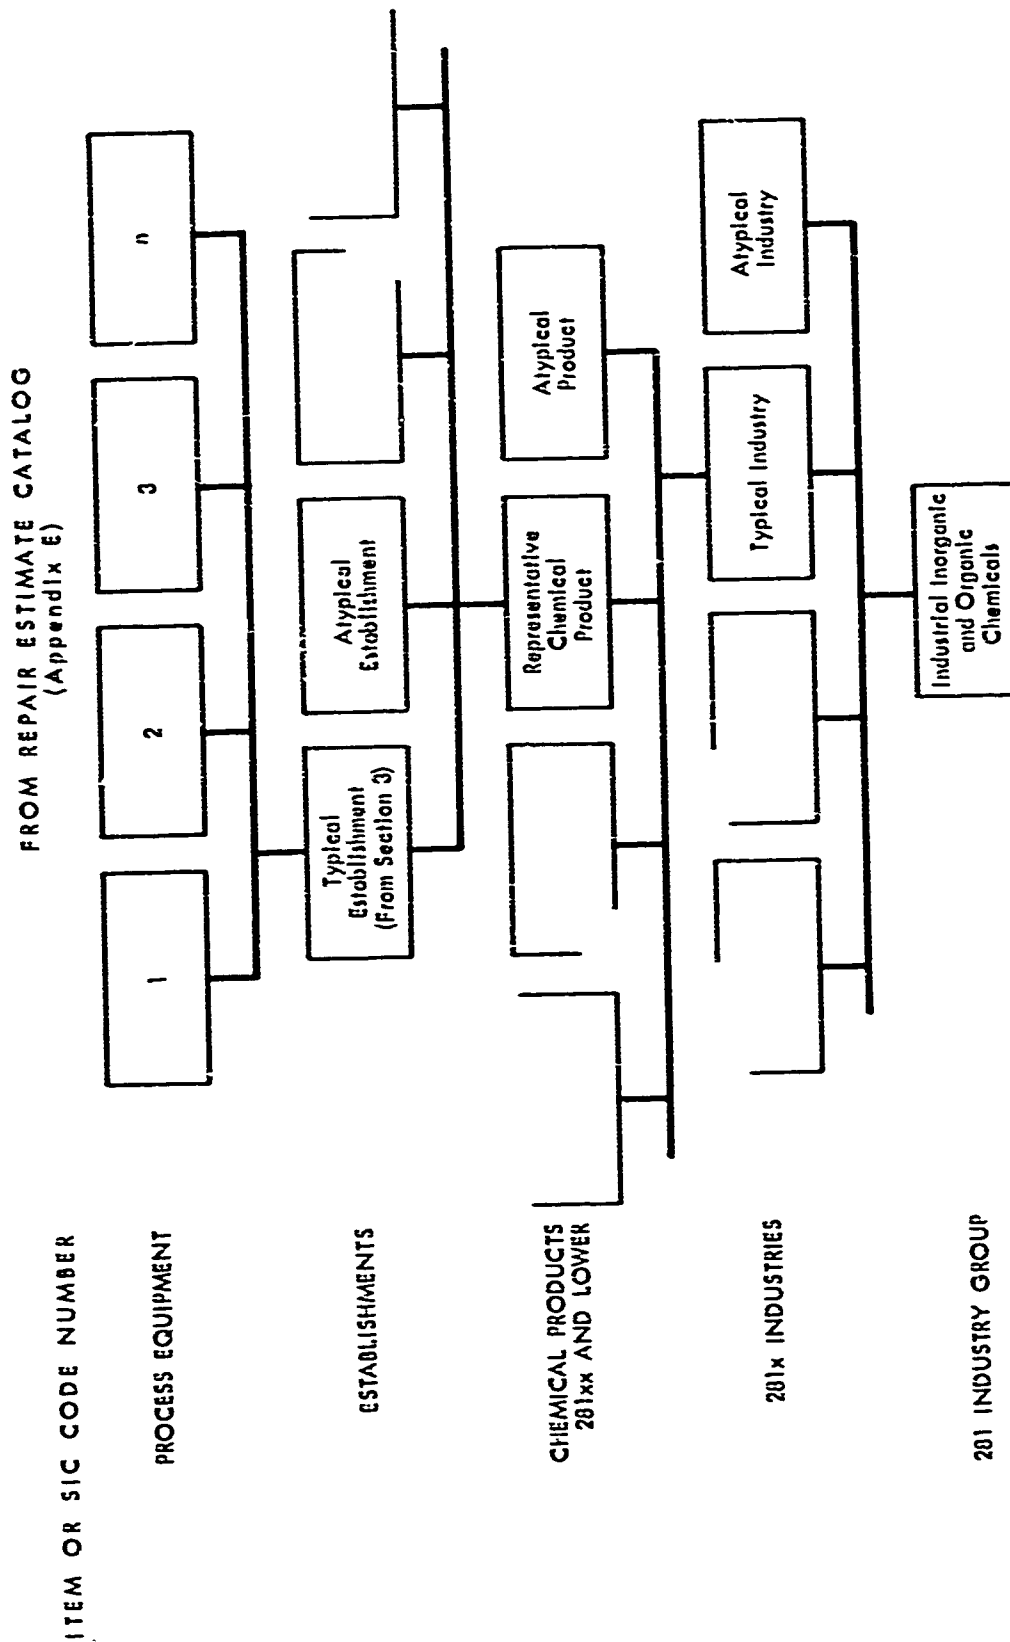 FROM REPAIR ESTIMATE CATALOG
(Appendix E)
ITEM OR SIC CODE NUMBER
PROCESS EQUIPMENT
1
2
3
n
ESTABLISHMENTS
Typical
Establishment
(From Section 3)
Atypical
Establishment
CHEMICAL PRODUCTS
281xx AND LOWER
Representative
Chemical
Product
Atypical
Product
281x INDUSTRIES
Typical Industry
Atypical
Industry
281 INDUSTRY GROUP
Industrial Inorganic
and Organic
Chemicals